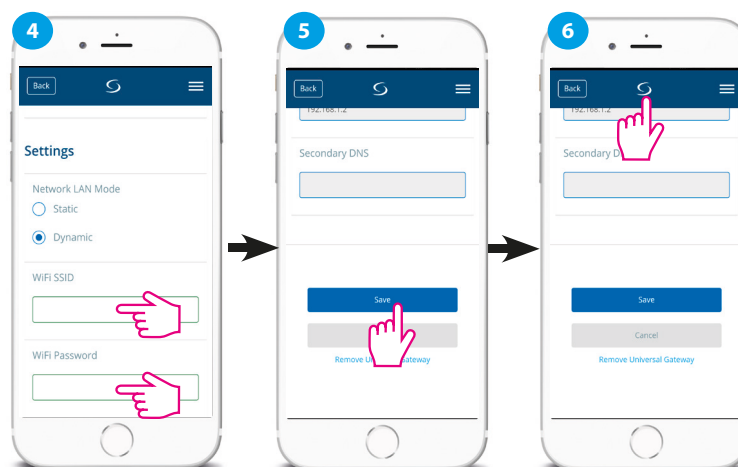 4
Back
Settings
Network LAN Mode
Static
Dynamic
WiFi SSID
WiFi Password
5
Back
192.168.1.2
Secondary DNS
Save
Remove Gateway
6
Back
192.168.1.2
Secondary
Save
Cancel
Remove Universal Gateway